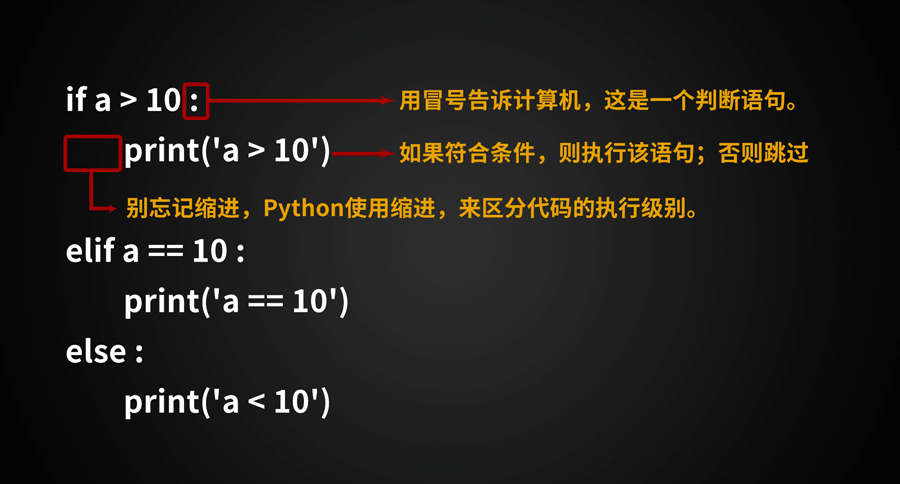 if a > 10 : 用冒号告诉计算机，这是一个判断语句。
print('a > 10') 如果符合条件，则执行该语句；否则跳过
别忘记缩进，Python使用缩进，来区分代码的执行级别。
elif a == 10 :
print('a == 10')
else :
print('a < 10')